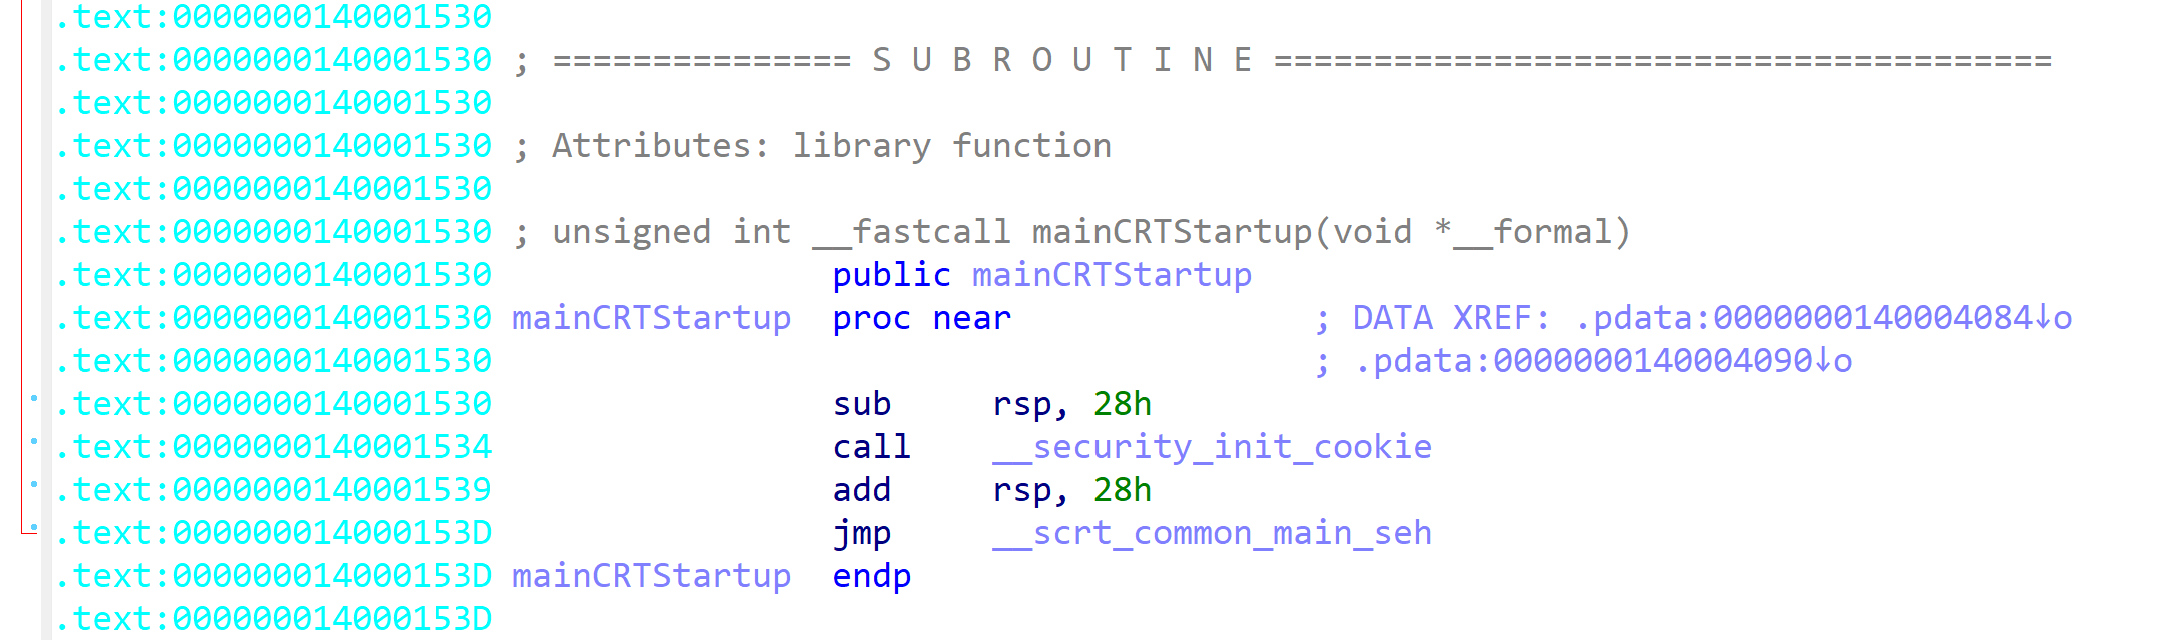 .text:0000000140001530
.text:0000000140001530 ; =============== S U B R O U T I N E =======================================
.text:0000000140001530
.text:0000000140001530 ; Attributes: library function
.text:0000000140001530
.text:0000000140001530 ; unsigned int __fastcall mainCRTStartup(void *__formal)
.text:0000000140001530                 public mainCRTStartup
.text:0000000140001530 mainCRTStartup  proc near               ; DATA XREF: .pdata:0000000140004084↓o
.text:0000000140001530                                         ; .pdata:0000000140004090↓o
.text:0000000140001530                 sub     rsp, 28h
.text:0000000140001534                 call    __security_init_cookie
.text:0000000140001539                 add     rsp, 28h
.text:000000014000153D                 jmp     __scrt_common_main_seh
.text:000000014000153D mainCRTStartup  endp
.text:000000014000153D